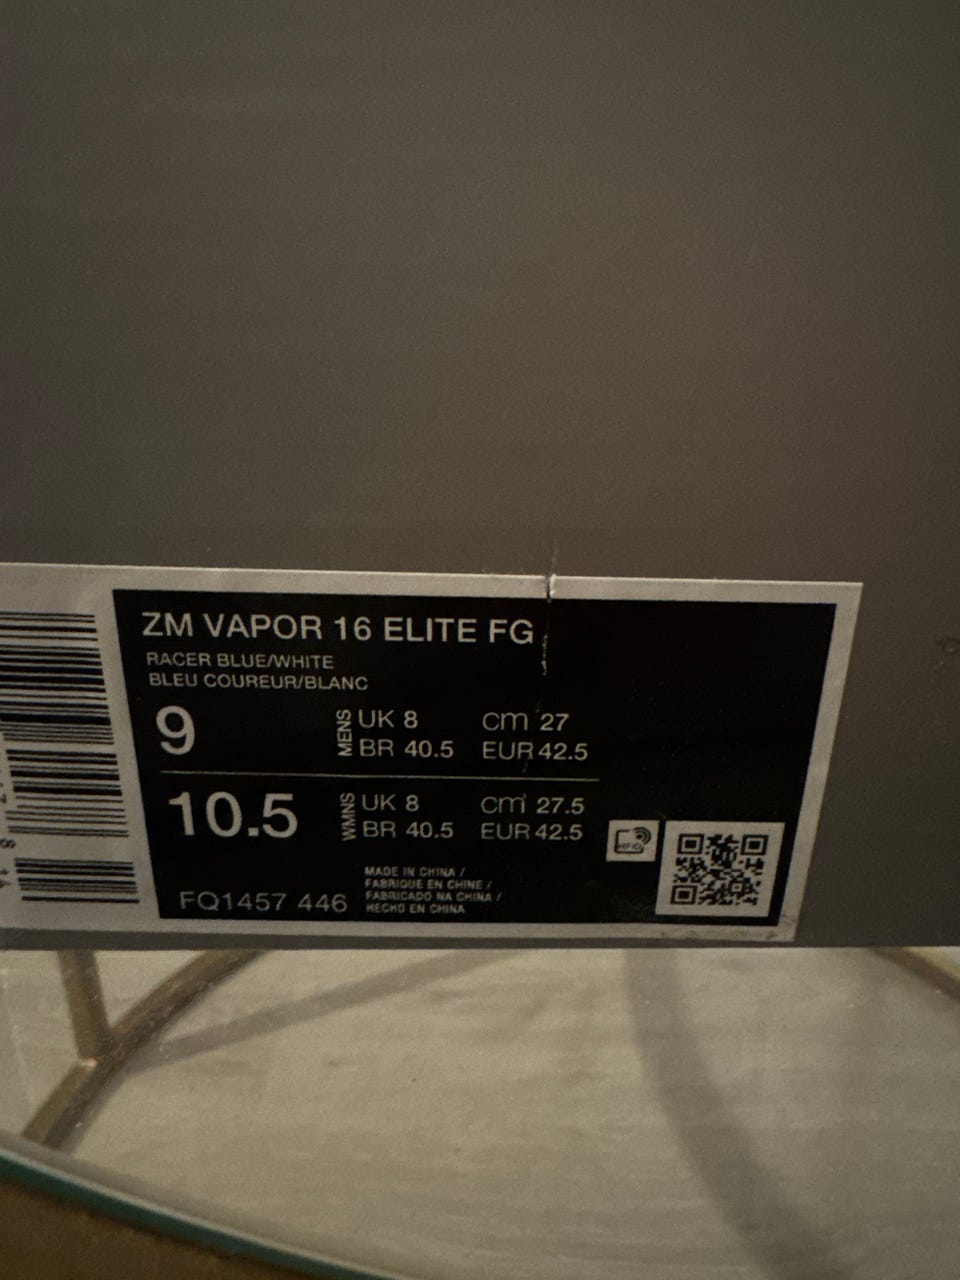 ZM VAPOR 16 ELITE FG
RACER BLUE/WHITE
BLEU COUREUR/BLANC
9
MENS
UK 8
cm 27
BR 40.5
EUR 42.5
10.5
WMNS
UK 8
cm 27.5
BR 40.5
EUR 42.5
FQ1457 446
MADE IN CHINA /
FABRIQUE EN CHINE /
FABRICADO NA CHINA /
HECHO EN CHINA